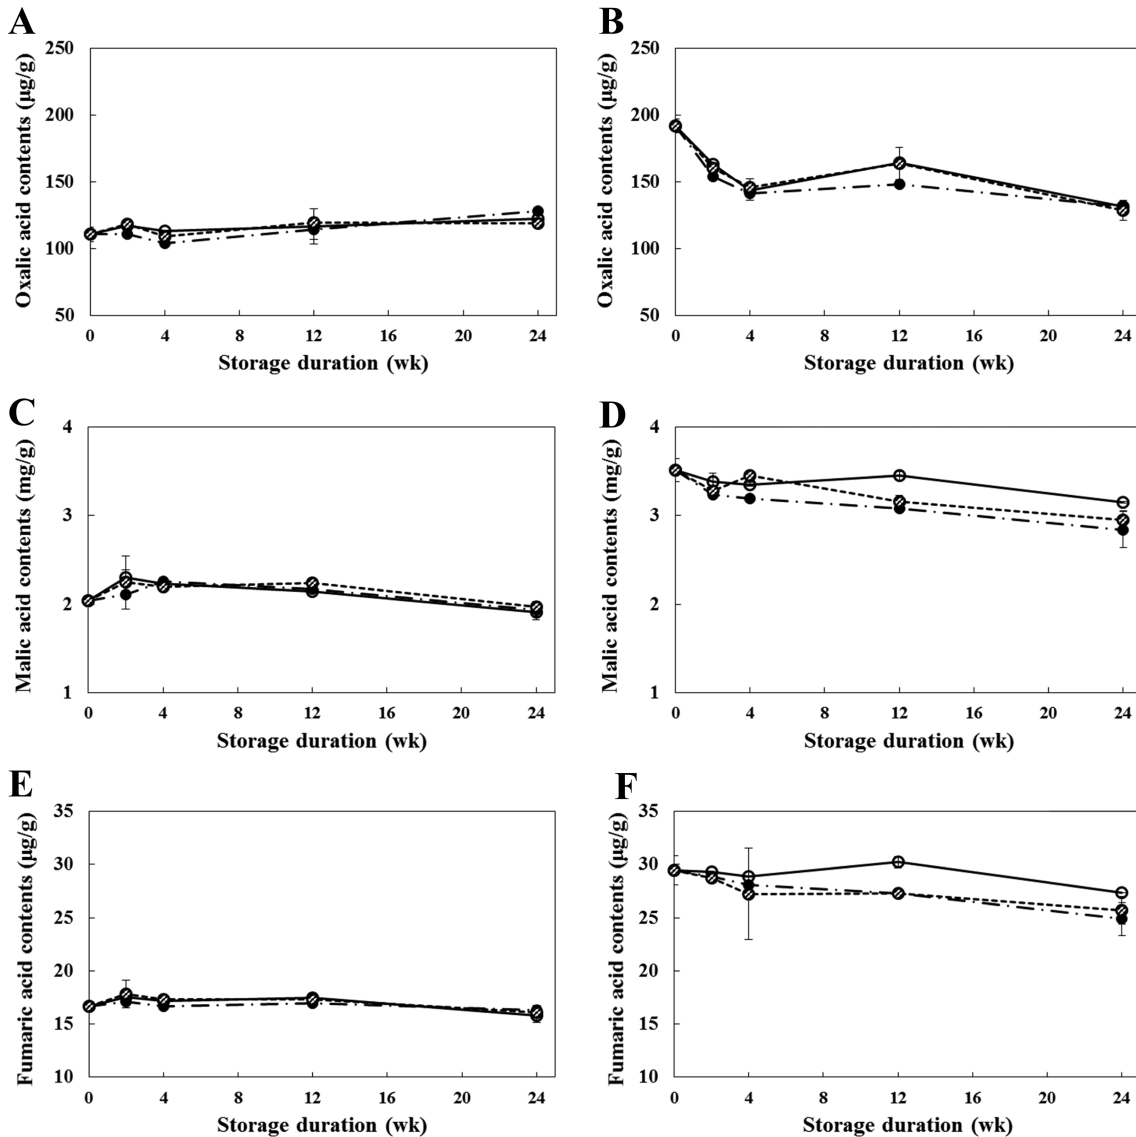 A
Oxalic acid contents (µg/g)
250
200
150
100
50
0 4 8 12 16 20 24
Storage duration (wk)
B
Oxalic acid contents (µg/g)
250
200
150
100
50
0 4 8 12 16 20 24
Storage duration (wk)
C
Malic acid contents (mg/g)
4
3
2
1
0 4 8 12 16 20 24
Storage duration (wk)
D
Malic acid contents (mg/g)
4
3
2
1
0 4 8 12 16 20 24
Storage duration (wk)
E
Fumaric acid contents (µg/g)
35
30
25
20
15
10
0 4 8 12 16 20 24
Storage duration (wk)
F
Fumaric acid contents (µg/g)
35
30
25
20
15
10
0 4 8 12 16 20 24
Storage duration (wk)